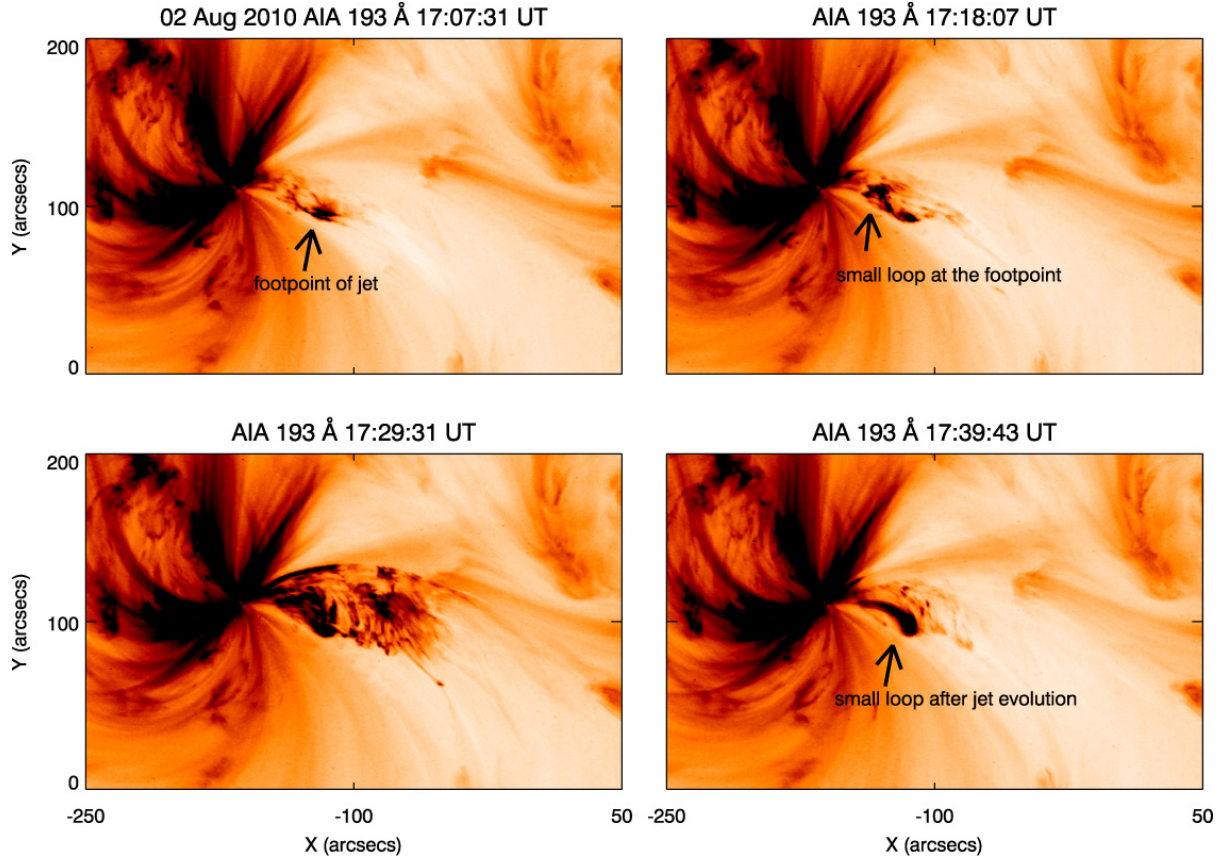 02 Aug 2010 AIA 193 Å 17:07:31 UT
AIA 193 Å 17:18:07 UT
200
100
0
Y (arcsecs)
footpoint of jet
small loop at the footpoint
AIA 193 Å 17:29:31 UT
AIA 193 Å 17:39:43 UT
200
100
0
Y (arcsecs)
small loop after jet evolution
-250
-100
50
-250
-100
50
X (arcsecs)
X (arcsecs)